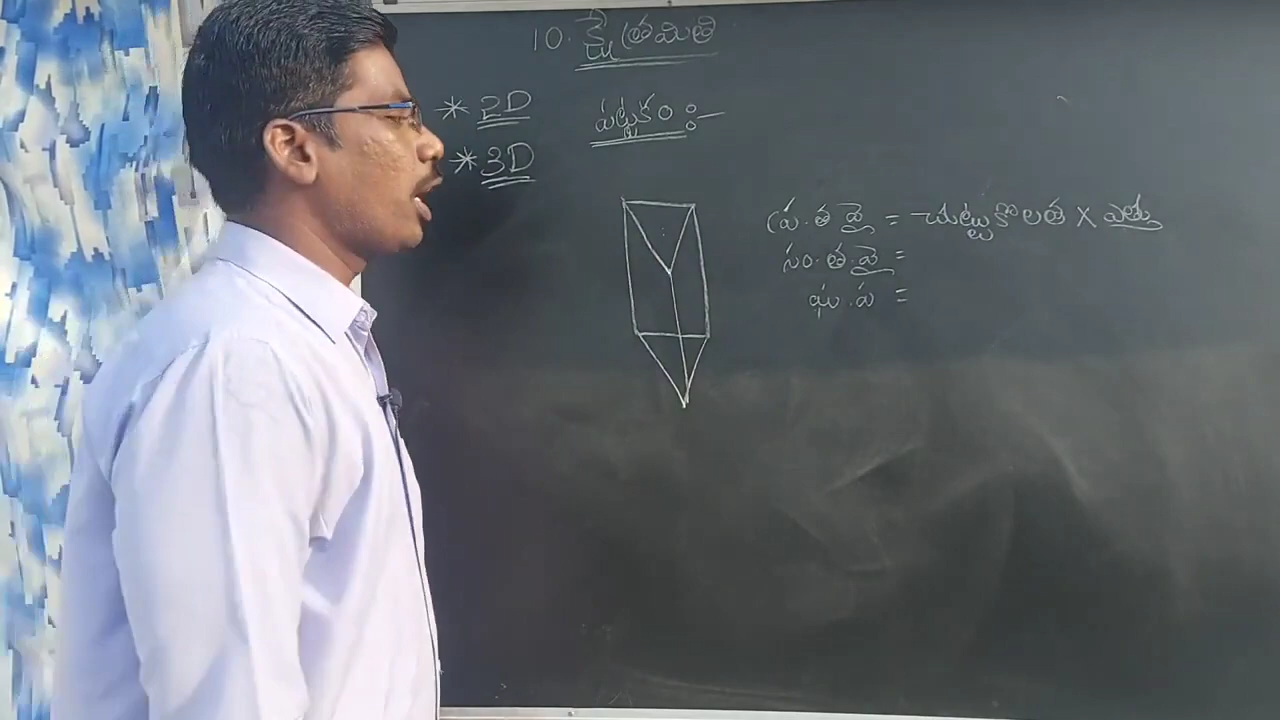 10. క్షేత్రమితి
* 2D
* 3D
పట్టకం :-
ప.త.వై = చుట్టుకొలత X ఎత్తు
సం.త.వై =
ఘ.ప =